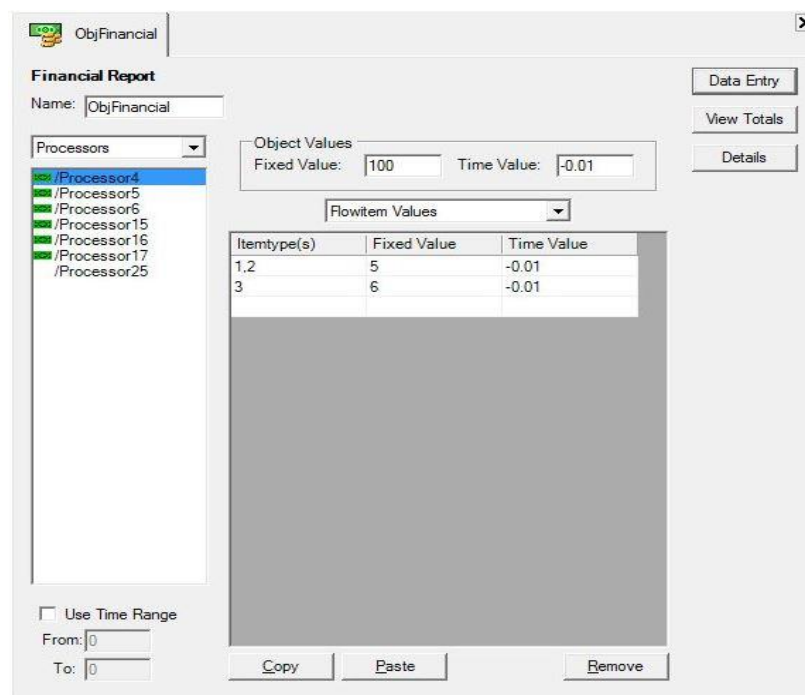 ObjFinancial
Financial Report
Name: ObjFinancial
Data Entry
View Totals
Details
Processors
/Processor4
/Processor5
/Processor6
/Processor15
/Processor16
/Processor17
/Processor25
Object Values
Fixed Value: 100 Time Value: -0.01
Flowitem Values
Itemtype(s) Fixed Value Time Value
1,2 5 -0.01
3 6 -0.01
Use Time Range
From: 0
To: 0
Copy Paste Remove